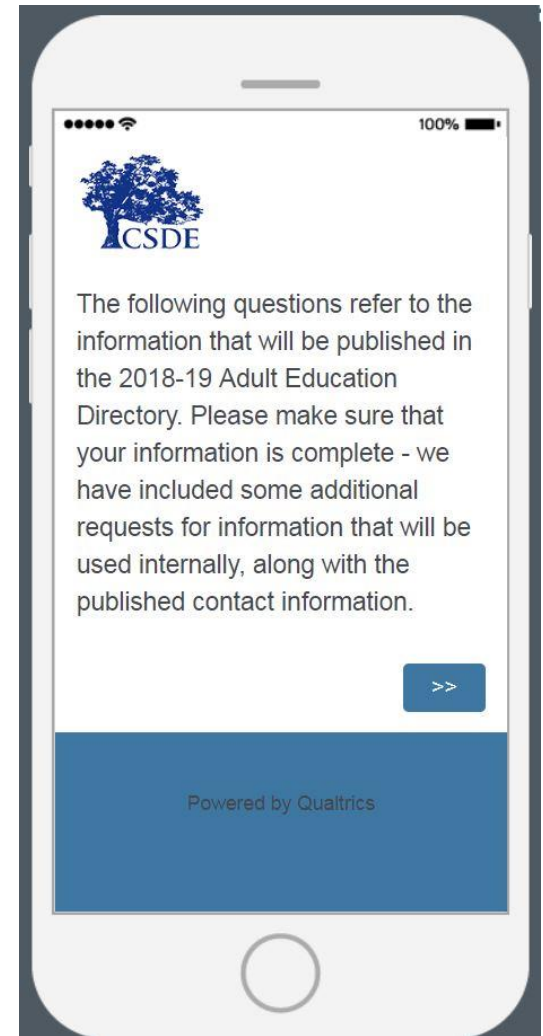 100%
CSDE
The following questions refer to the
information that will be published in
the 2018-19 Adult Education
Directory. Please make sure that
your information is complete - we
have included some additional
requests for information that will be
used internally, along with the
published contact information.
>>
Powered by Qualtrics